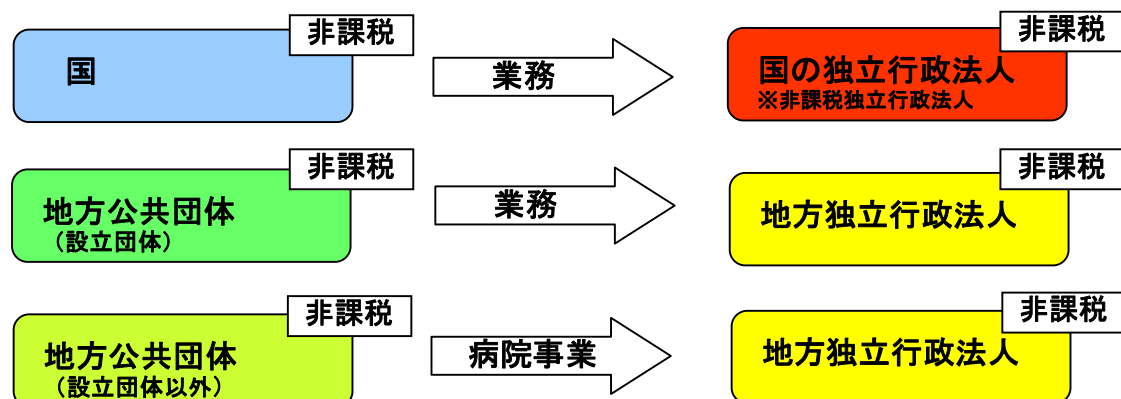 非課税
国
業務
非課税
国の独立行政法人
※非課税独立行政法人
非課税
地方公共団体
（設立団体）
業務
非課税
地方独立行政法人
非課税
地方公共団体
（設立団体以外）
病院事業
非課税
地方独立行政法人